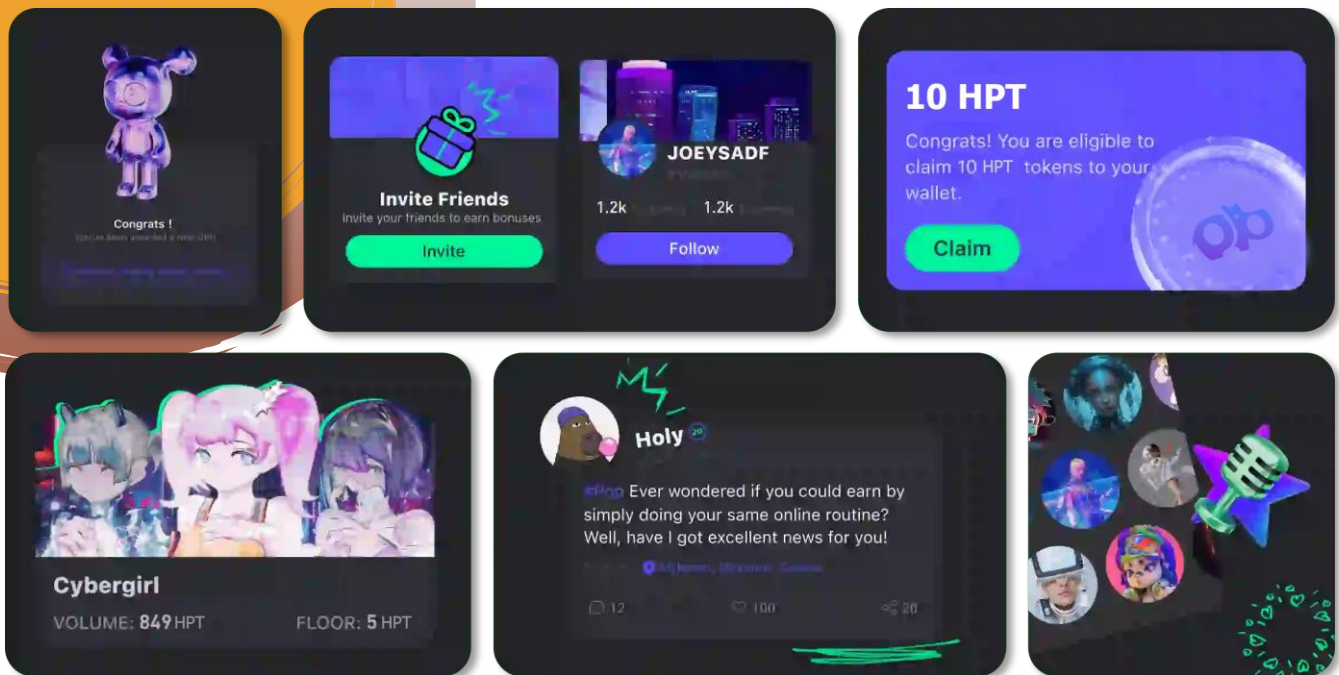 Congrats !
Invite Friends
Invite your friends to earn bonuses
Invite
JOEYSADF
1.2k
1.2k
Follow
10 HPT
Congrats! You are eligible to
claim 10 HPT tokens to your
wallet.
Claim
Cybergirl
VOLUME: 849 HPT
FLOOR: 5 HPT
Holy 20
#Pop Ever wondered if you could earn by
simply doing your same online routine?
Well, have I got excellent news for you!
12
100
20